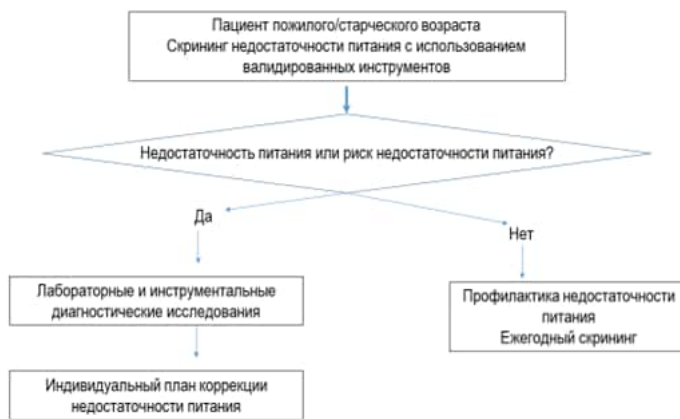 Пациент пожилого/старческого возраста
Скрининг недостаточности питания с использованием
валидированных инструментов
Недостаточность питания или риск недостаточности питания?
Да
Нет
Лабораторные и инструментальные
диагностические исследования
Профилактика недостаточности
питания
Ежегодный скрининг
Индивидуальный план коррекции
недостаточности питания